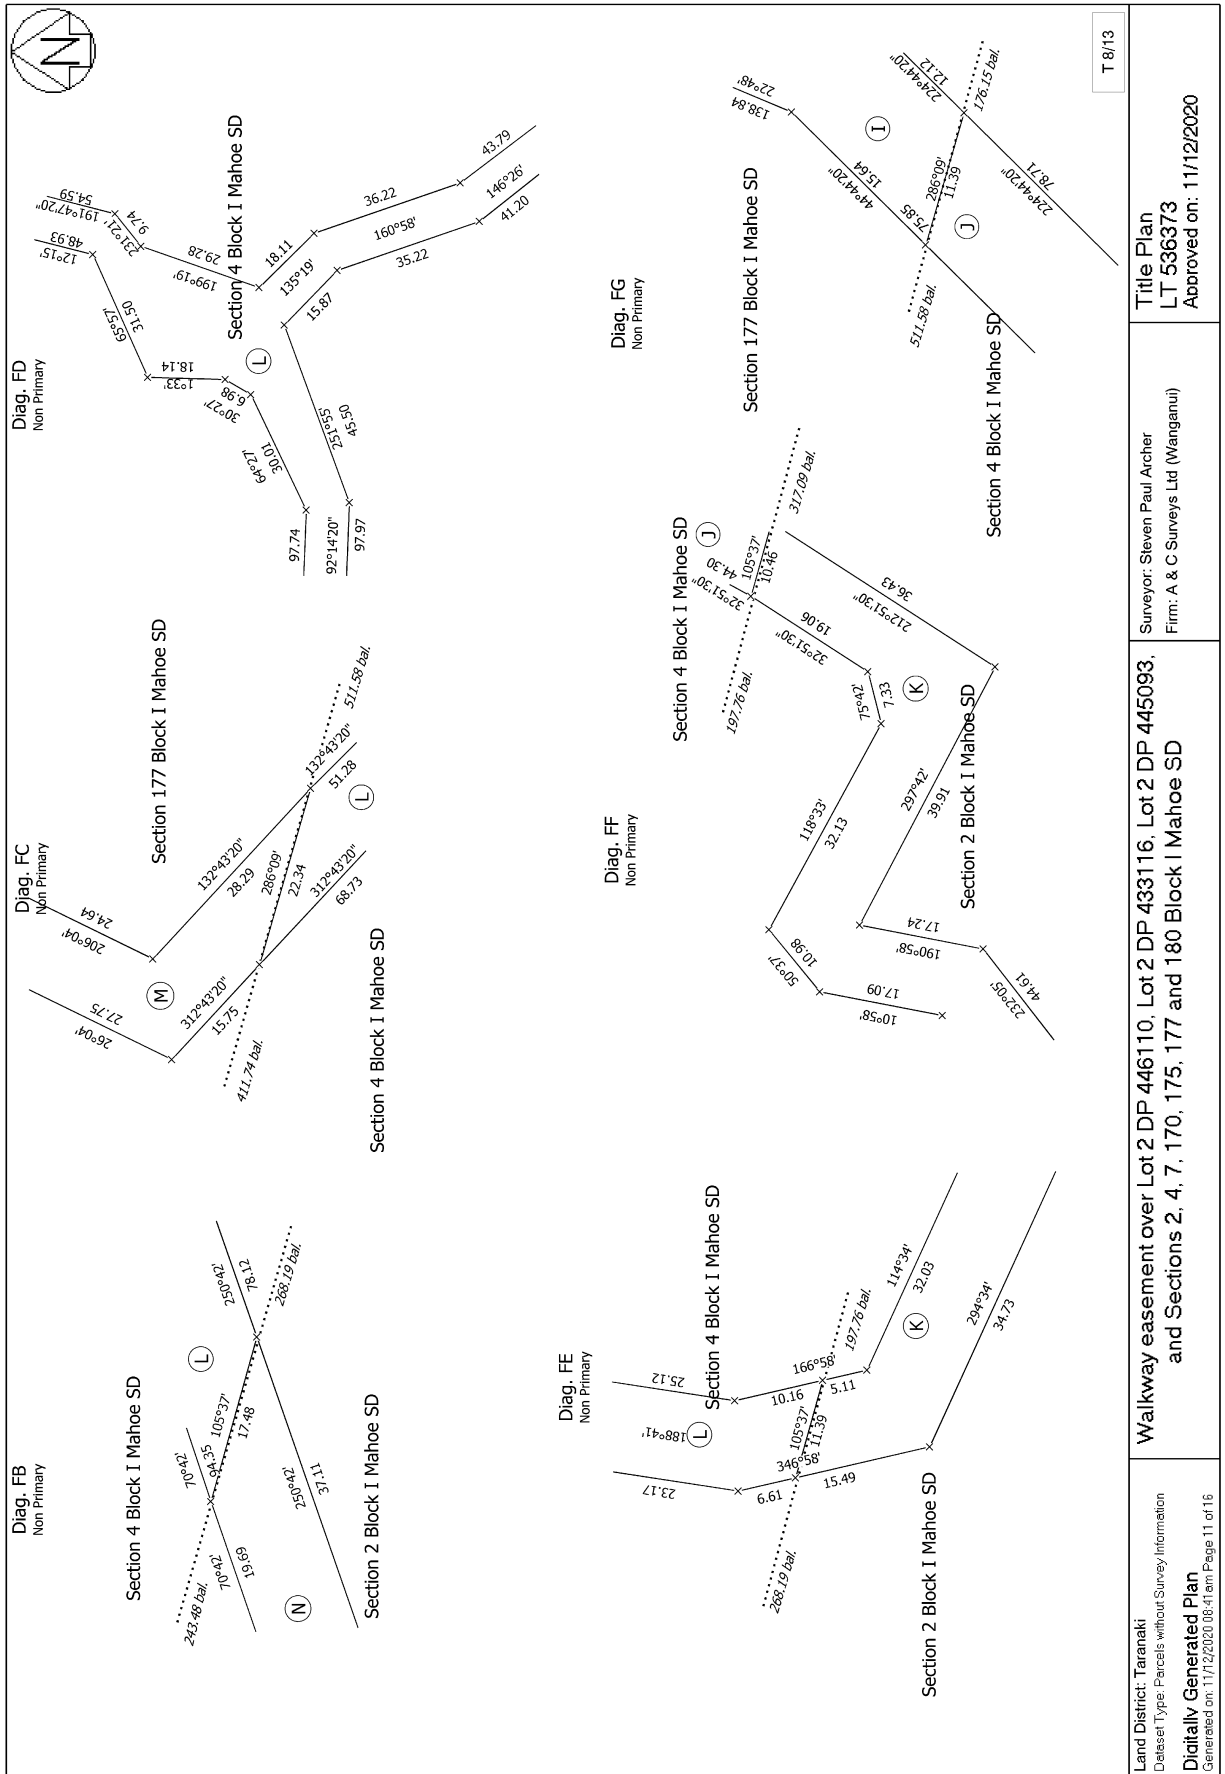 Diag. FB
Non Primary
Section 4 Block I Mahoe SD
243.48 bal.
70°42'
19.69
70°42'
94.35
105°37'
17.48
L
250°42'
78.12
268.19 bal.
250°42'
37.11
N
Section 2 Block I Mahoe SD
Diag. FC
Non Primary
26°04'
27.75
206°04'
24.64
M
Section 177 Block I Mahoe SD
312°43'20"
15.75
132°43'20"
28.29
286°09'
22.34
411.74 bal.
511.58 bal.
132°43'20"
51.28
312°43'20"
68.73
L
Section 4 Block I Mahoe SD
Diag. FD
Non Primary
12°15'
48.93
191°47'20"
54.59
231°21'
9.74
65°57'
31.50
199°19'
29.28
Section 4 Block I Mahoe SD
1°33'
18.14
30°27'
6.98
64°27'
30.01
L
18.11
135°19'
15.87
36.22
160°58'
35.22
43.79
146°26'
41.20
97.74
92°14'20"
97.97
251°55'
45.50
N
Diag. FE
Non Primary
23.17
188°41'
25.12
L
Section 4 Block I Mahoe SD
6.61
346°58'
15.49
105°37'
11.39
10.16
166°58'
5.11
268.19 bal.
197.76 bal.
114°34'
32.03
K
294°34'
34.73
Section 2 Block I Mahoe SD
Diag. FF
Non Primary
Section 4 Block I Mahoe SD
J
32°51'30"
44.30
105°37'
10.46
197.76 bal.
317.09 bal.
32°51'30"
19.06
212°51'30"
36.43
75°42'
7.33
K
118°33'
32.13
297°42'
39.91
50°37'
10.98
10°58'
17.09
190°58'
17.24
232°05'
44.61
Section 2 Block I Mahoe SD
Diag. FG
Non Primary
Section 177 Block I Mahoe SD
138.84
22°48'
I
44°44'20"
15.64
75.85
286°09'
11.39
224°44'20"
12.12
176.15 bal.
511.58 bal.
J
224°44'20"
78.71
Section 4 Block I Mahoe SD
T 8/13
Land District: Taranaki
Dataset Type: Parcels without Survey Information
Digitally Generated Plan
Generated on: 11/12/2020 08:41am Page 11 of 16
Walkway easement over Lot 2 DP 446110, Lot 2 DP 433116, Lot 2 DP 445093,
and Sections 2, 4, 7, 170, 175, 177 and 180 Block I Mahoe SD
Surveyor: Steven Paul Archer
Firm: A & C Surveys Ltd (Wanganui)
Title Plan
LT 536373
Approved on: 11/12/2020